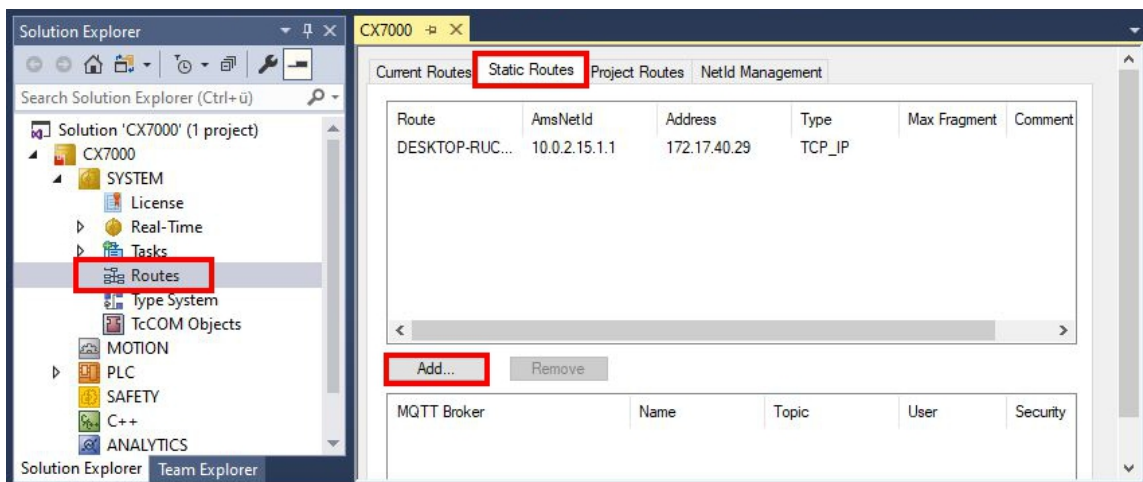 Solution Explorer
Search Solution Explorer (Ctrl+ü)
Solution 'CX7000' (1 project)
CX7000
SYSTEM
License
Real-Time
Tasks
Routes
Type System
TcCOM Objects
MOTION
PLC
SAFETY
C++
ANALYTICS
Solution Explorer Team Explorer
CX7000
Current Routes Static Routes Project Routes NetId Management
Route AmsNetId Address Type Max Fragment Comment
DESKTOP-RUC... 10.0.2.15.1.1 172.17.40.29 TCP_IP
Add... Remove
MQTT Broker Name Topic User Security